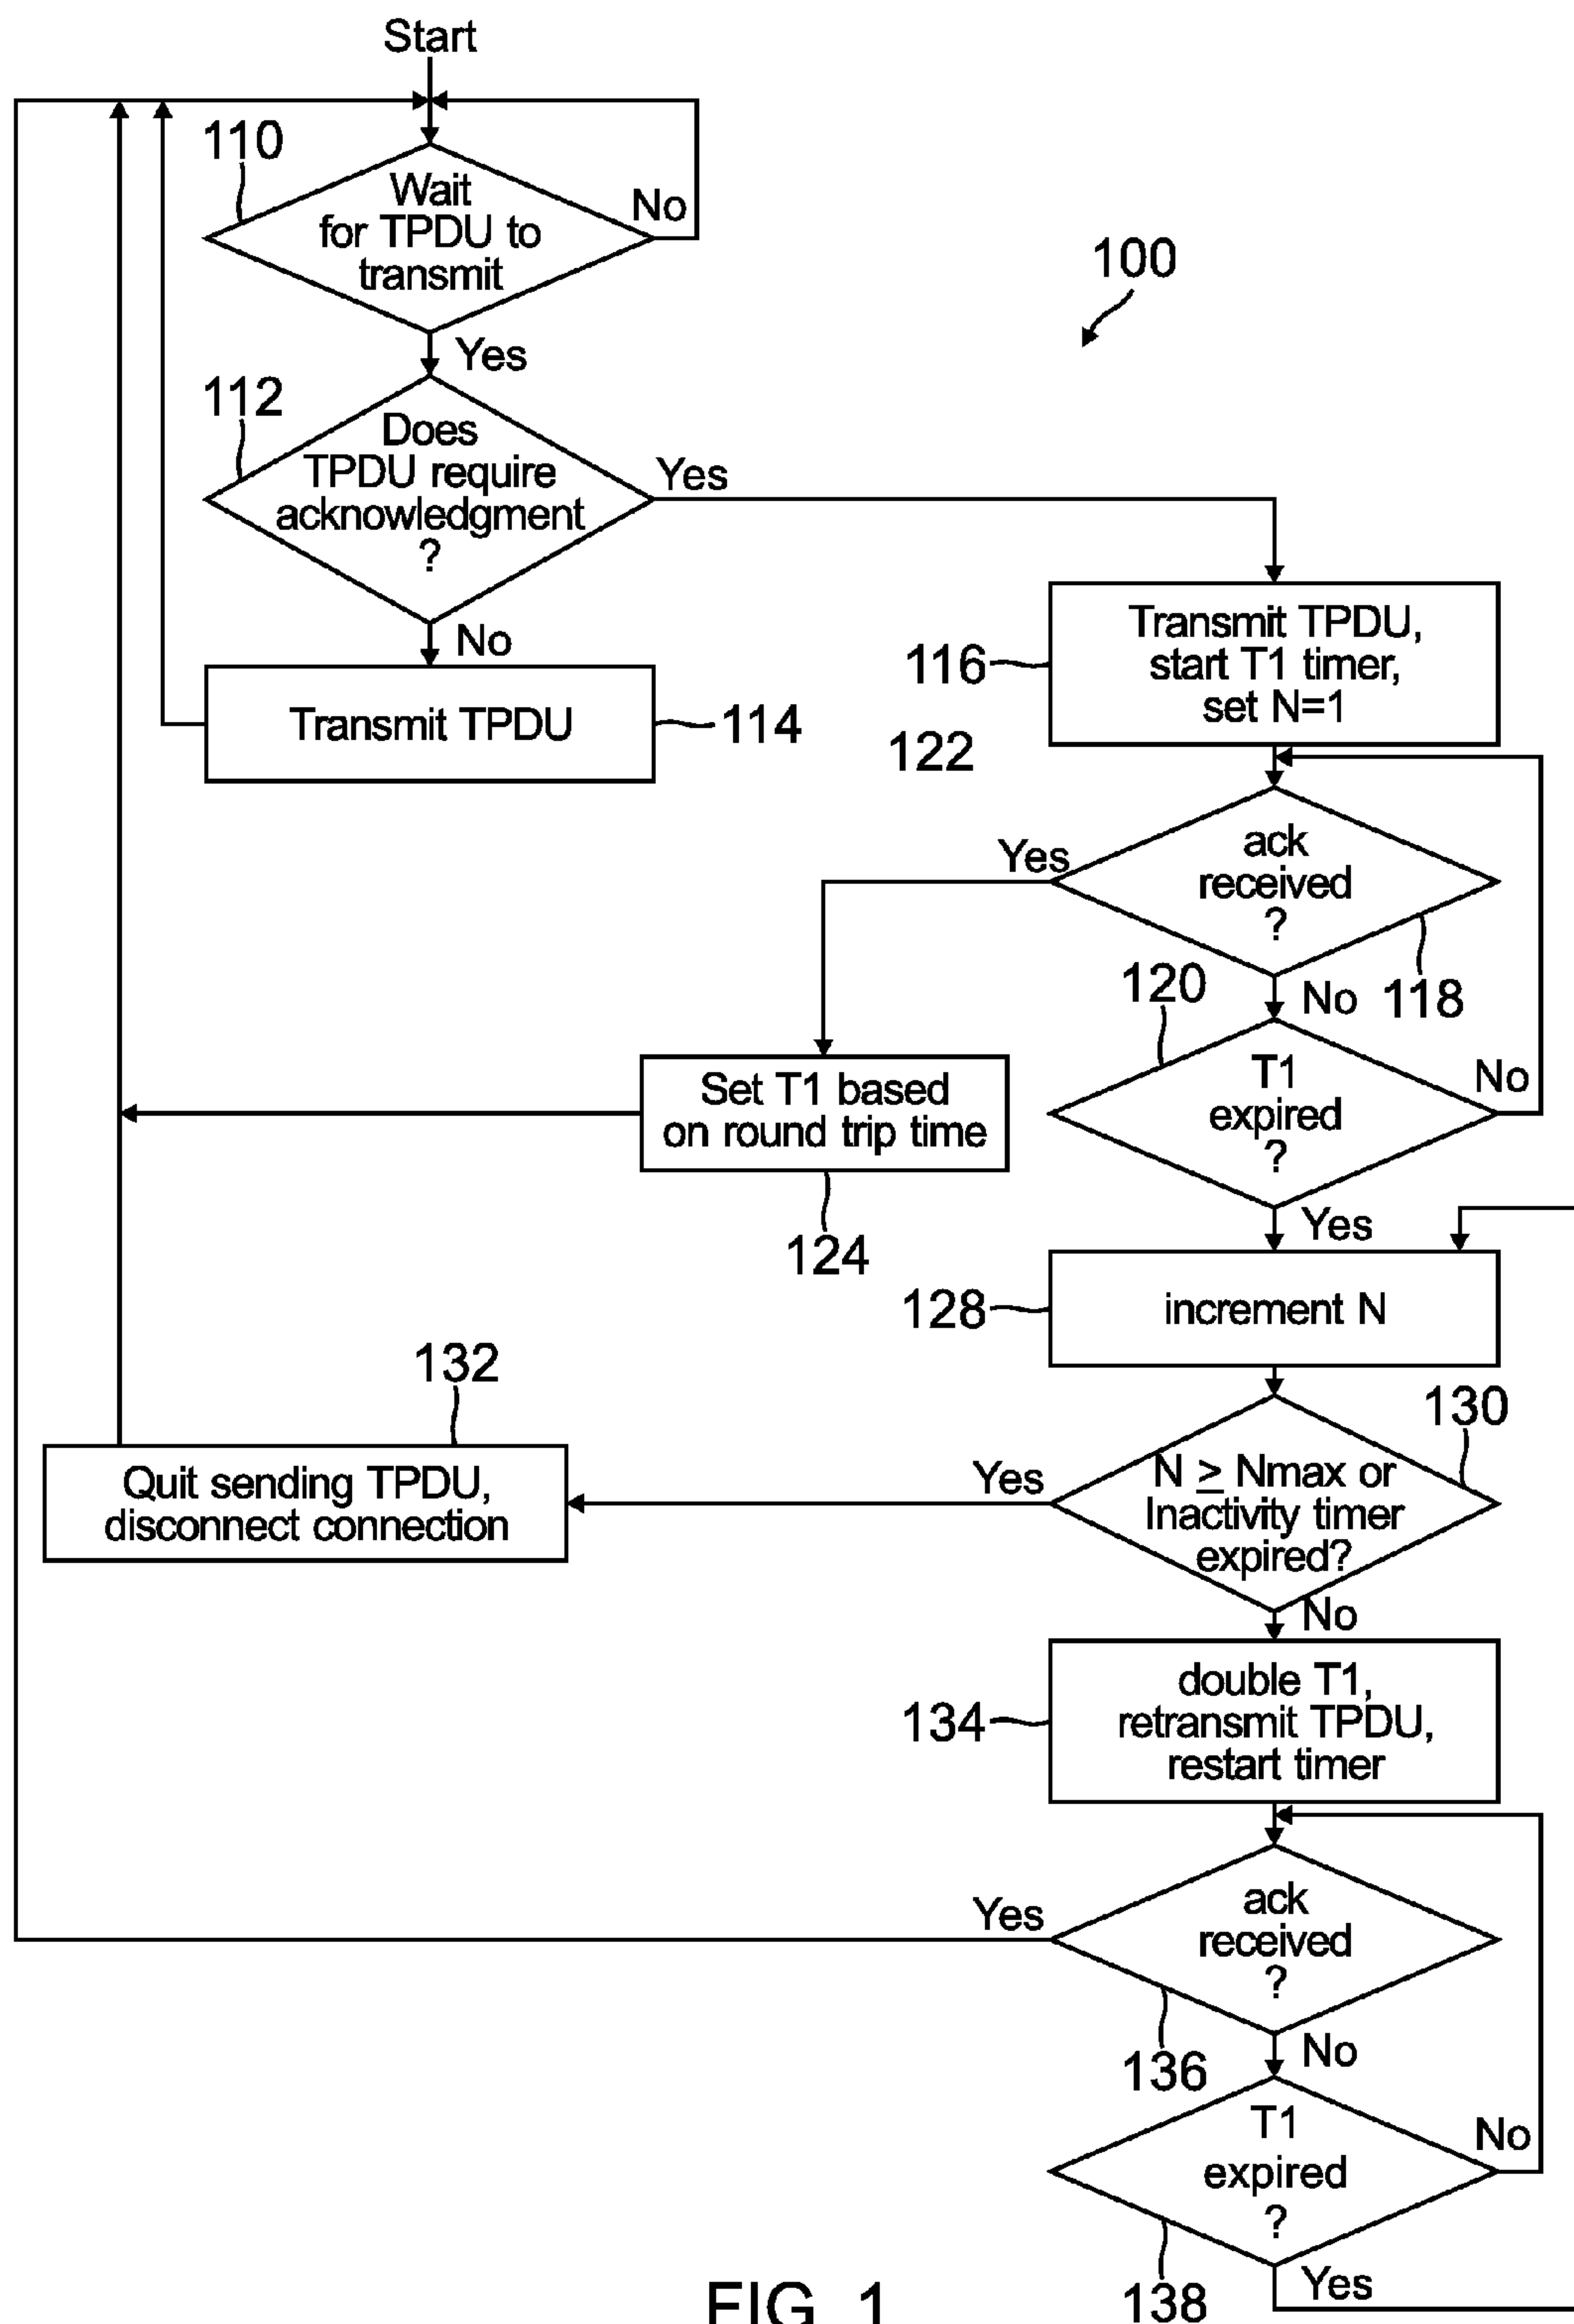 Start
110
Wait
for TPDU to
transmit
No
100
Yes
112
Does
TPDU require
acknowledgment
?
Yes
No
Transmit TPDU
114
116
Transmit TPDU,
start T1 timer,
set N=1
122
Yes
ack
received
?
118
120
No
T1
expired
?
No
Set T1 based
on round trip time
124
Yes
128
increment N
132
130
Quit sending TPDU,
disconnect connection
Yes
N ≥ Nmax or
Inactivity timer
expired?
No
134
double T1,
retransmit TPDU,
restart timer
Yes
ack
received
?
136
No
T1
expired
?
No
138
Yes
FIG. 1